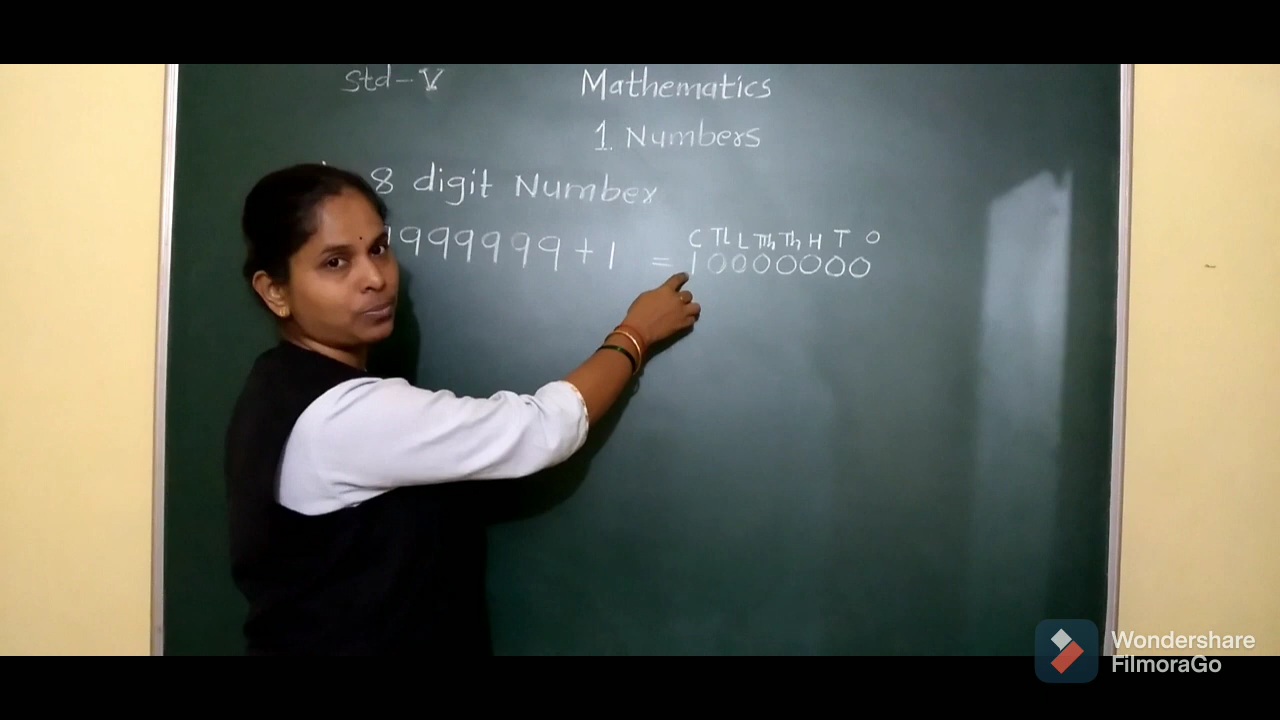 Std - V
Mathematics
1. Numbers
8 digit Number
C TL L TTh Th H T O
9999999 + 1 = 10000000
Wondershare
FilmoraGo